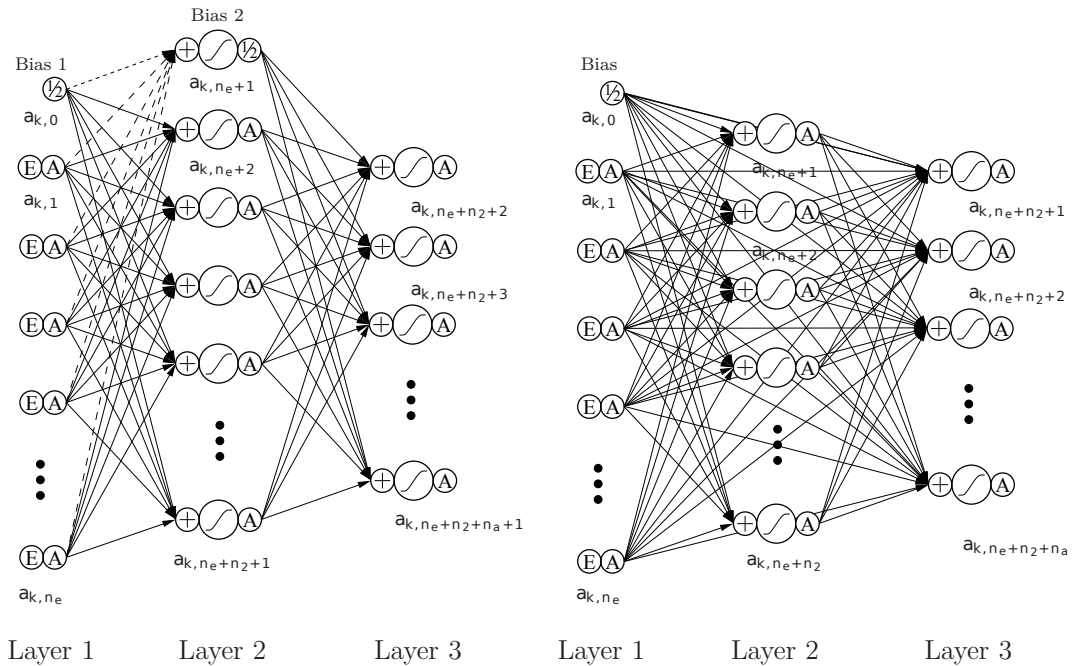 Bias 2
+ ½
Bias 1
½ a_{k,n_e+1}
a_{k,0} + A
E A a_{k,n_e+2} + A
a_{k,1} + A a_{k,n_e+n_2+2}
E A + A
+ A a_{k,n_e+n_2+3}
E A + A
+ A
E A
+ A
a_{k,n_e+n_2+n_a+1}
+ A
E A a_{k,n_e+n_2+1}
a_{k,n_e}
Layer 1 Layer 2 Layer 3
Bias
½
a_{k,0} + A
E A a_{k,n_e+1} + A
a_{k,1} + A a_{k,n_e+n_2+1}
E A a_{k,n_e+2} + A
+ A a_{k,n_e+n_2+2}
E A + A
+ A
E A
+ A
+ A
a_{k,n_e+n_2+n_a}
E A a_{k,n_e+n_2}
a_{k,n_e}
Layer 1 Layer 2 Layer 3